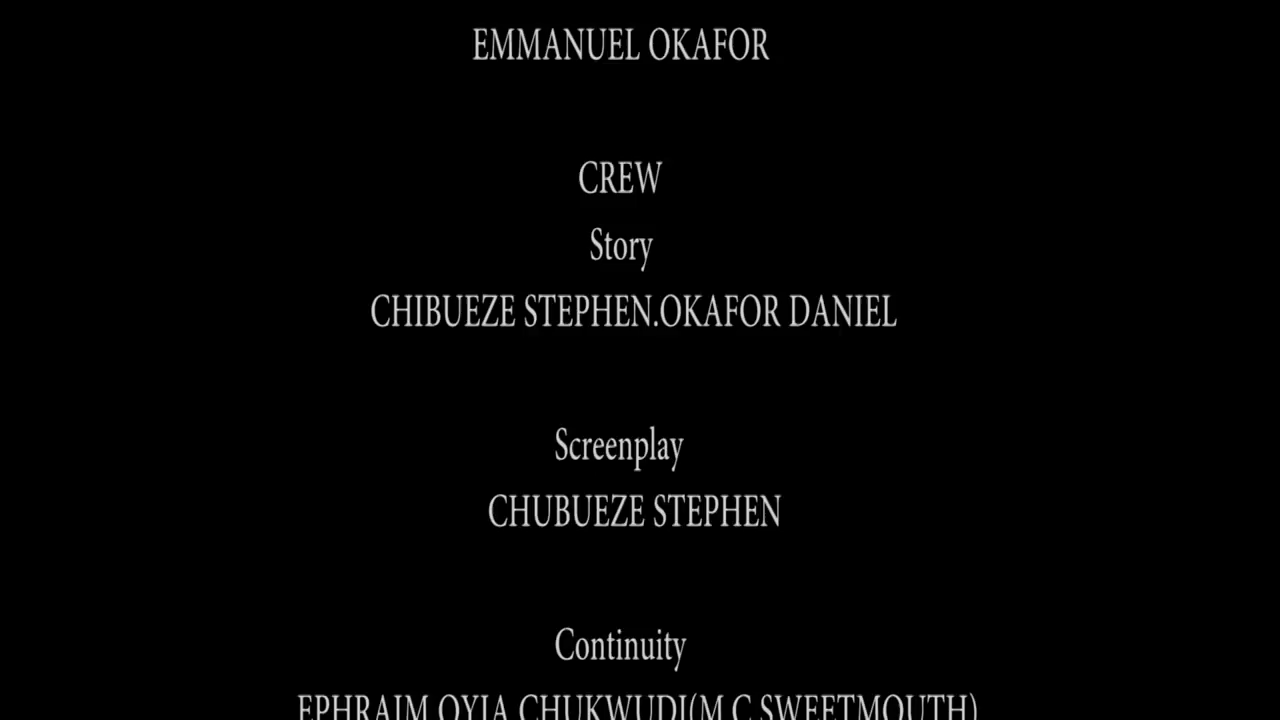 EMMANUEL OKAFOR
CREW
Story
CHIBUEZE STEPHEN.OKAFOR DANIEL
Screenplay
CHUBUEZE STEPHEN
Continuity
EPHRAIM OYIA CHUKWUDI(M.C.SWEETMOUTH)